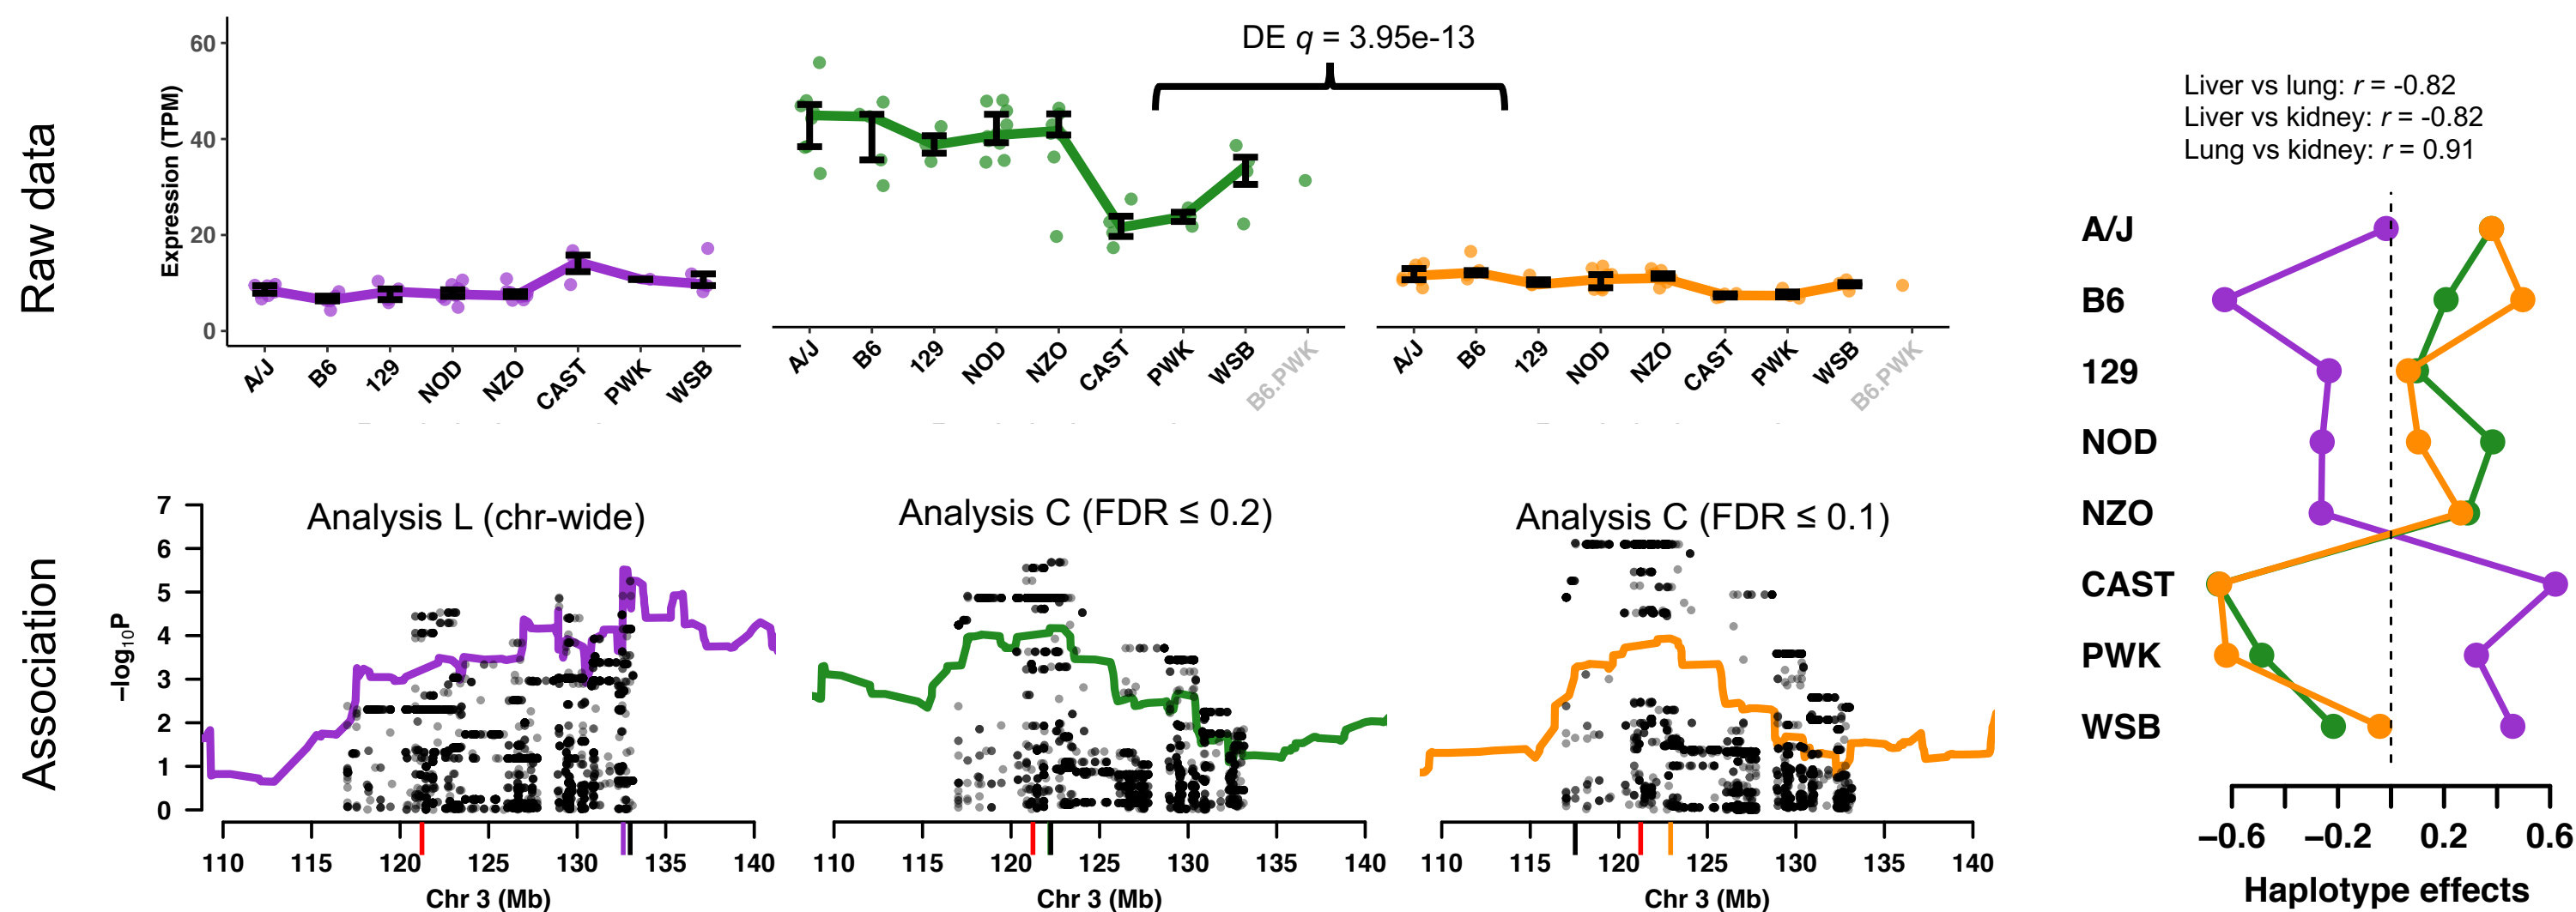 Raw data
Expression (TPM)
60
40
20
0
A/J B6 129 NOD NZO CAST PWK WSB
DE q = 3.95e-13
A/J B6 129 NOD NZO CAST PWK WSB B6.PWK
A/J B6 129 NOD NZO CAST PWK WSB B6.PWK
Association
−log10P
7
6
5
4
3
2
1
0
Analysis L (chr-wide)
110 115 120 125 130 135 140
Chr 3 (Mb)
Analysis C (FDR ≤ 0.2)
110 115 120 125 130 135 140
Chr 3 (Mb)
Analysis C (FDR ≤ 0.1)
110 115 120 125 130 135 140
Chr 3 (Mb)
Liver vs lung: r = -0.82
Liver vs kidney: r = -0.82
Lung vs kidney: r = 0.91
A/J
B6
129
NOD
NZO
CAST
PWK
WSB
−0.6 −0.2 0.2 0.6
Haplotype effects